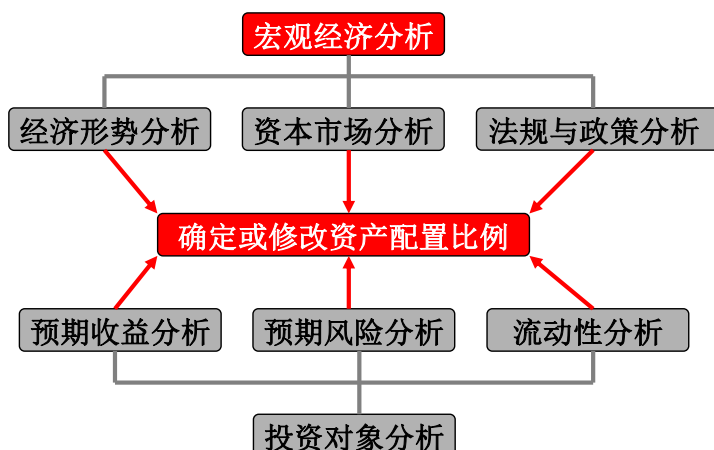 宏观经济分析
经济形势分析
资本市场分析
法规与政策分析
确定或修改资产配置比例
预期收益分析
预期风险分析
流动性分析
投资对象分析